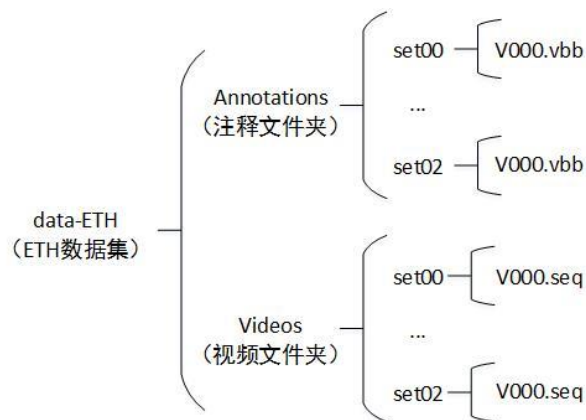 data-ETH
（ETH数据集）
Annotations
（注释文件夹）
set00
V000.vbb
...
set02
V000.vbb
Videos
（视频文件夹）
set00
V000.seq
...
set02
V000.seq